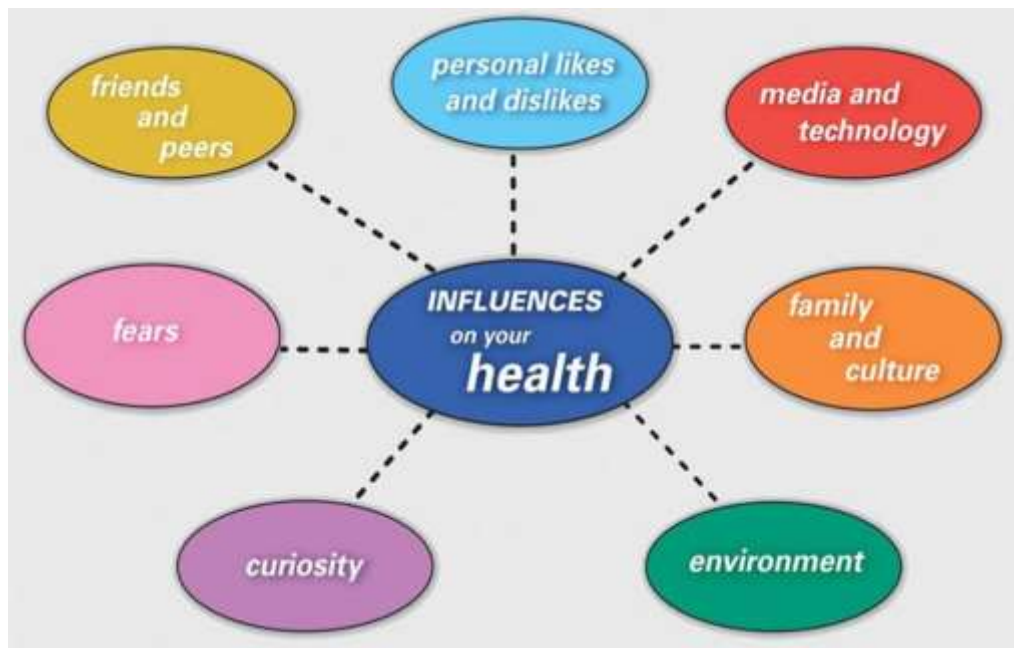 friends
and
peers
personal likes
and dislikes
media and
technology
fears
INFLUENCES
on your
health
family
and
culture
curiosity
environment